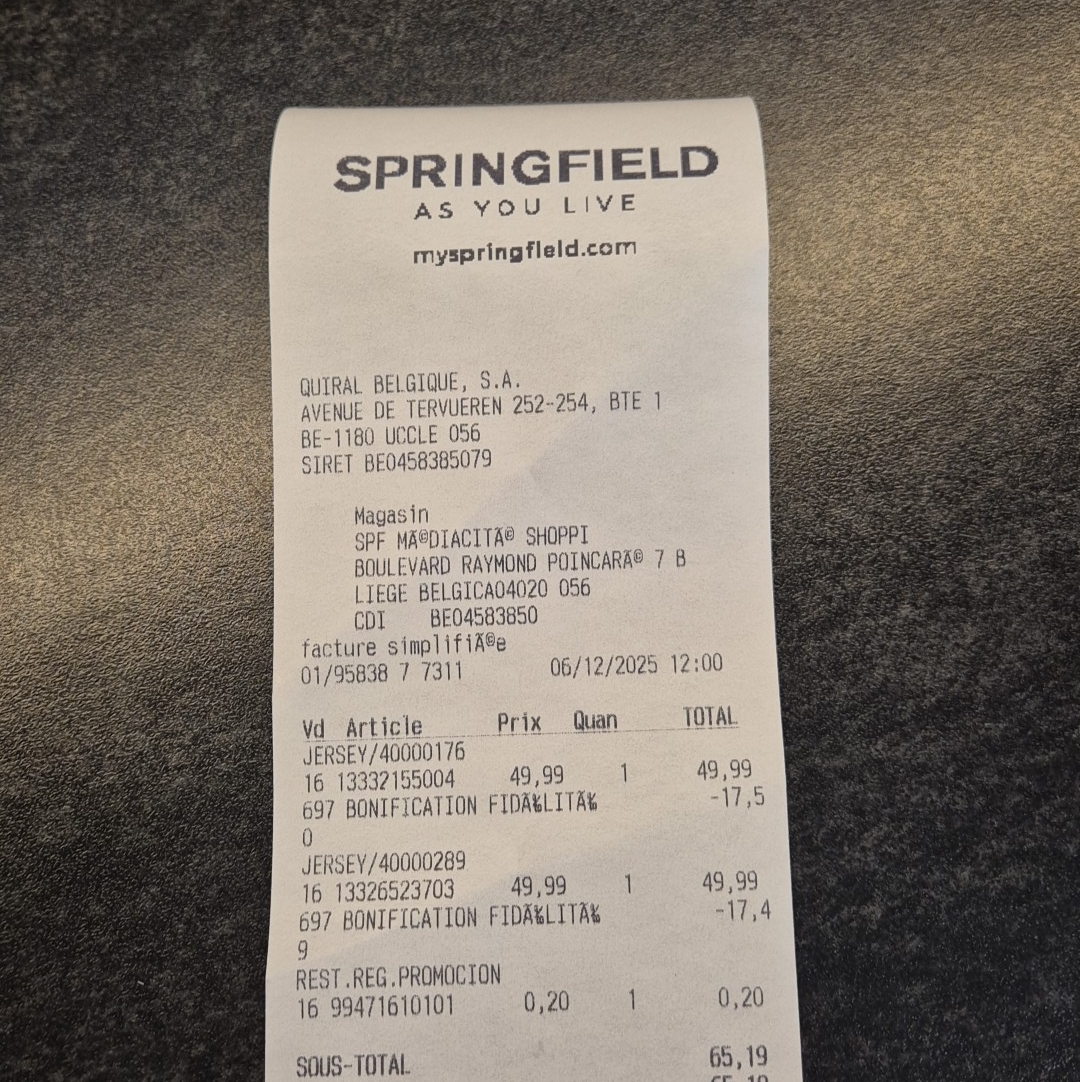 SPRINGFIELD
AS YOU LIVE
myspringfield.com
QUIRAL BELGIQUE, S.A.
AVENUE DE TERVUEREN 252-254, BTE 1
BE-1180 UCCLE 056
SIRET BE0458385079
Magasin
SPF MÃ©DIACITÃ© SHOPPI
BOULEVARD RAYMOND POINCARÃ© 7 B
LIEGE BELGICA04020 056
CDI BE04583850
facture simplifiÃ©e
01/95838 7 7311 06/12/2025 12:00
Vd Article Prix Quan TOTAL
JERSEY/40000176
16 13332155004 49,99 1 49,99
697 BONIFICATION FIDÃ‰LITÃ‰ -17,5
0
JERSEY/40000289
16 13326523703 49,99 1 49,99
697 BONIFICATION FIDÃ‰LITÃ‰ -17,4
9
REST.REG.PROMOCION
16 99471610101 0,20 1 0,20
SOUS-TOTAL 65,19